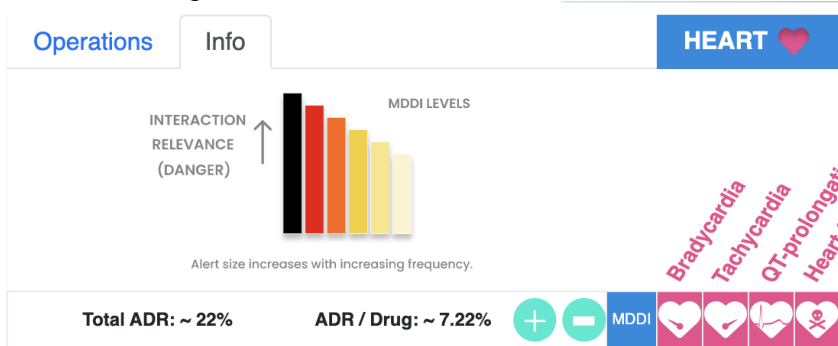 Operations
Info
HEART
INTERACTION
RELEVANCE
(DANGER)
MDDI LEVELS
Alert size increases with increasing frequency.
Bradycardia
Tachycardia
Total ADR: ~ 22%
ADR / Drug: ~ 7.22%
MDDI